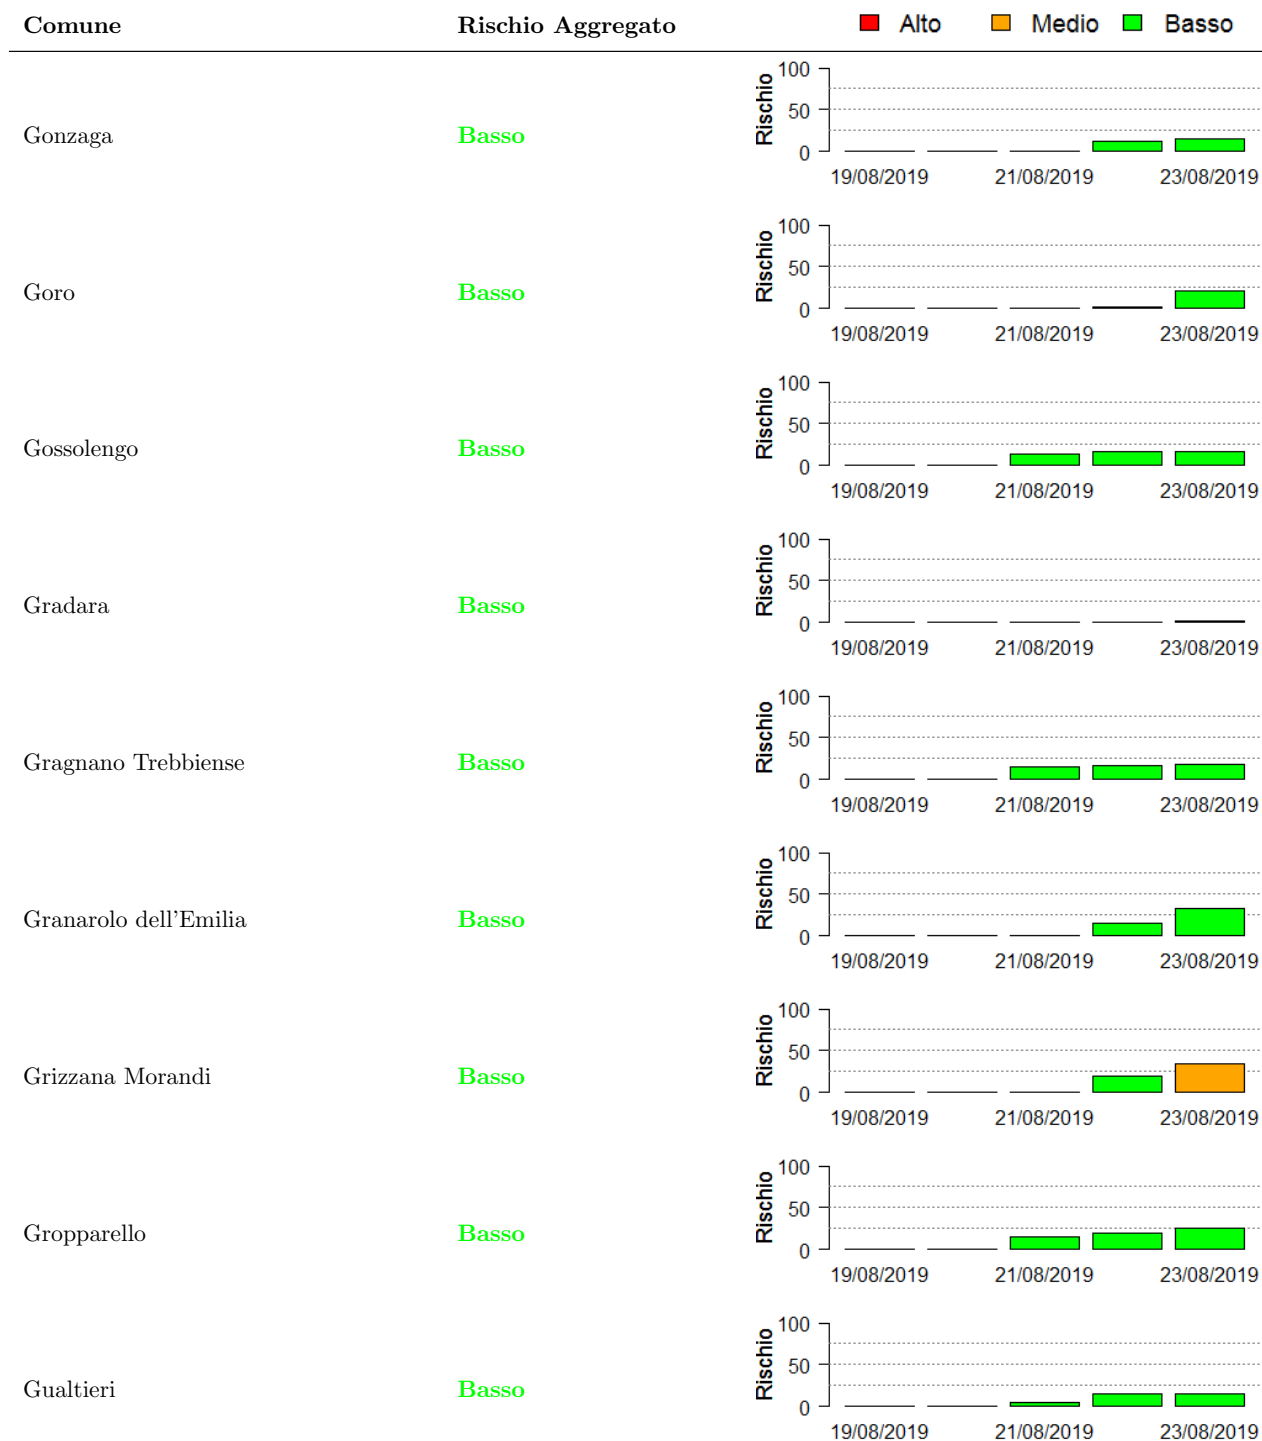 Comune Rischio Aggregato Alto Medio Basso
Gonzaga Basso Rischio 100 50 0
19/08/2019 21/08/2019 23/08/2019
Goro Basso Rischio 100 50 0
19/08/2019 21/08/2019 23/08/2019
Gossolengo Basso Rischio 100 50 0
19/08/2019 21/08/2019 23/08/2019
Gradara Basso Rischio 100 50 0
19/08/2019 21/08/2019 23/08/2019
Gragnano Trebbiense Basso Rischio 100 50 0
19/08/2019 21/08/2019 23/08/2019
Granarolo dell'Emilia Basso Rischio 100 50 0
19/08/2019 21/08/2019 23/08/2019
Grizzana Morandi Basso Rischio 100 50 0
19/08/2019 21/08/2019 23/08/2019
Gropparello Basso Rischio 100 50 0
19/08/2019 21/08/2019 23/08/2019
Gualtieri Basso Rischio 100 50 0
19/08/2019 21/08/2019 23/08/2019